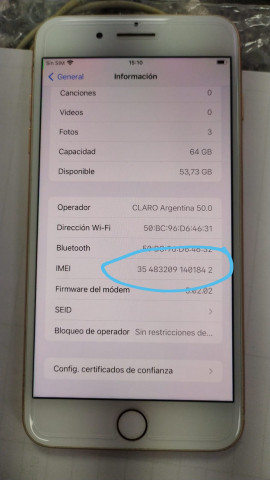 Sin SIM 15:10
General Información
Canciones 0
Videos 0
Fotos 3
Capacidad 64 GB
Disponible 53,73 GB
Operador CLARO Argentina 50.0
Dirección Wi-Fi 50:BC:96:D6:46:31
Bluetooth 50:BC:96:D6:46:32
IMEI 35 483209 140184 2
Firmware del módem 5.02.02
SEID
Bloqueo de operador Sin restricciones de...
Config. certificados de confianza